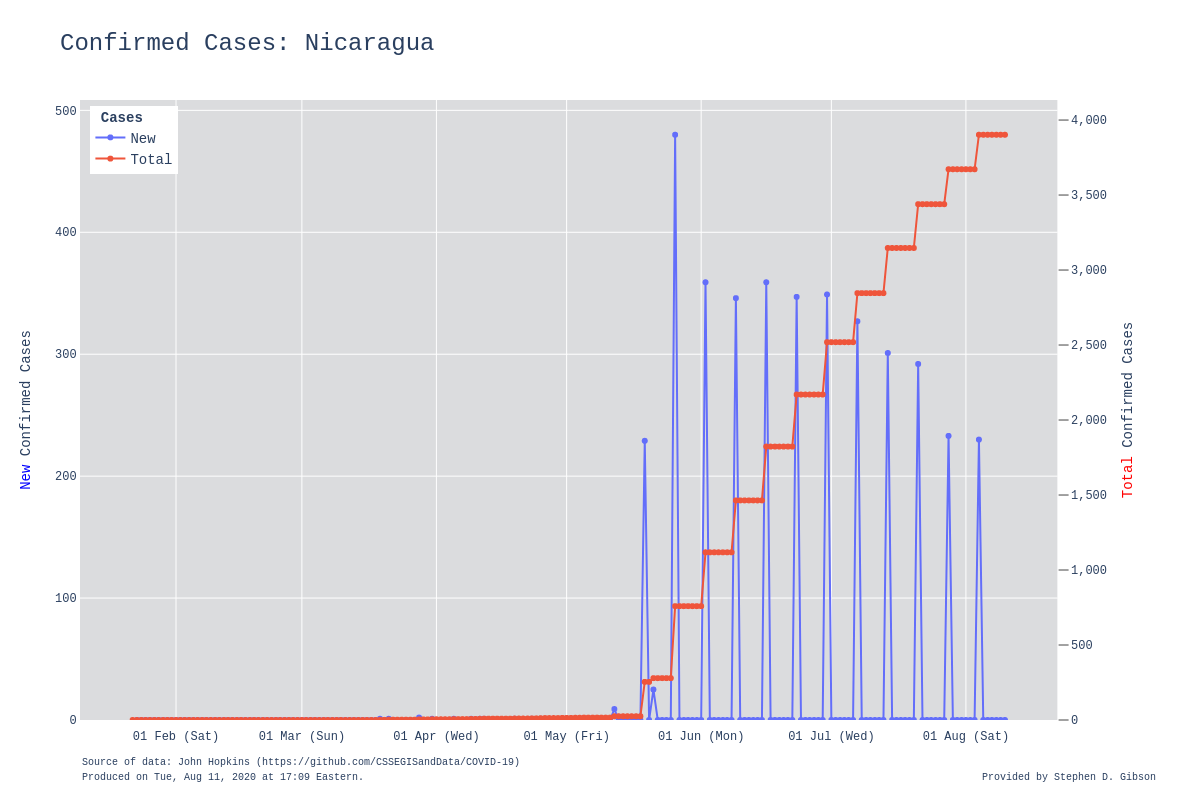 Confirmed Cases: Nicaragua
Cases
New
Total
500
400
300
200
100
0
4,000
3,500
3,000
2,500
2,000
1,500
1,000
500
0
New Confirmed Cases
Total Confirmed Cases
01 Feb (Sat) 01 Mar (Sun) 01 Apr (Wed) 01 May (Fri) 01 Jun (Mon) 01 Jul (Wed) 01 Aug (Sat)
Source of data: John Hopkins (https://github.com/CSSEGISandData/COVID-19)
Produced on Tue, Aug 11, 2020 at 17:09 Eastern.
Provided by Stephen D. Gibson